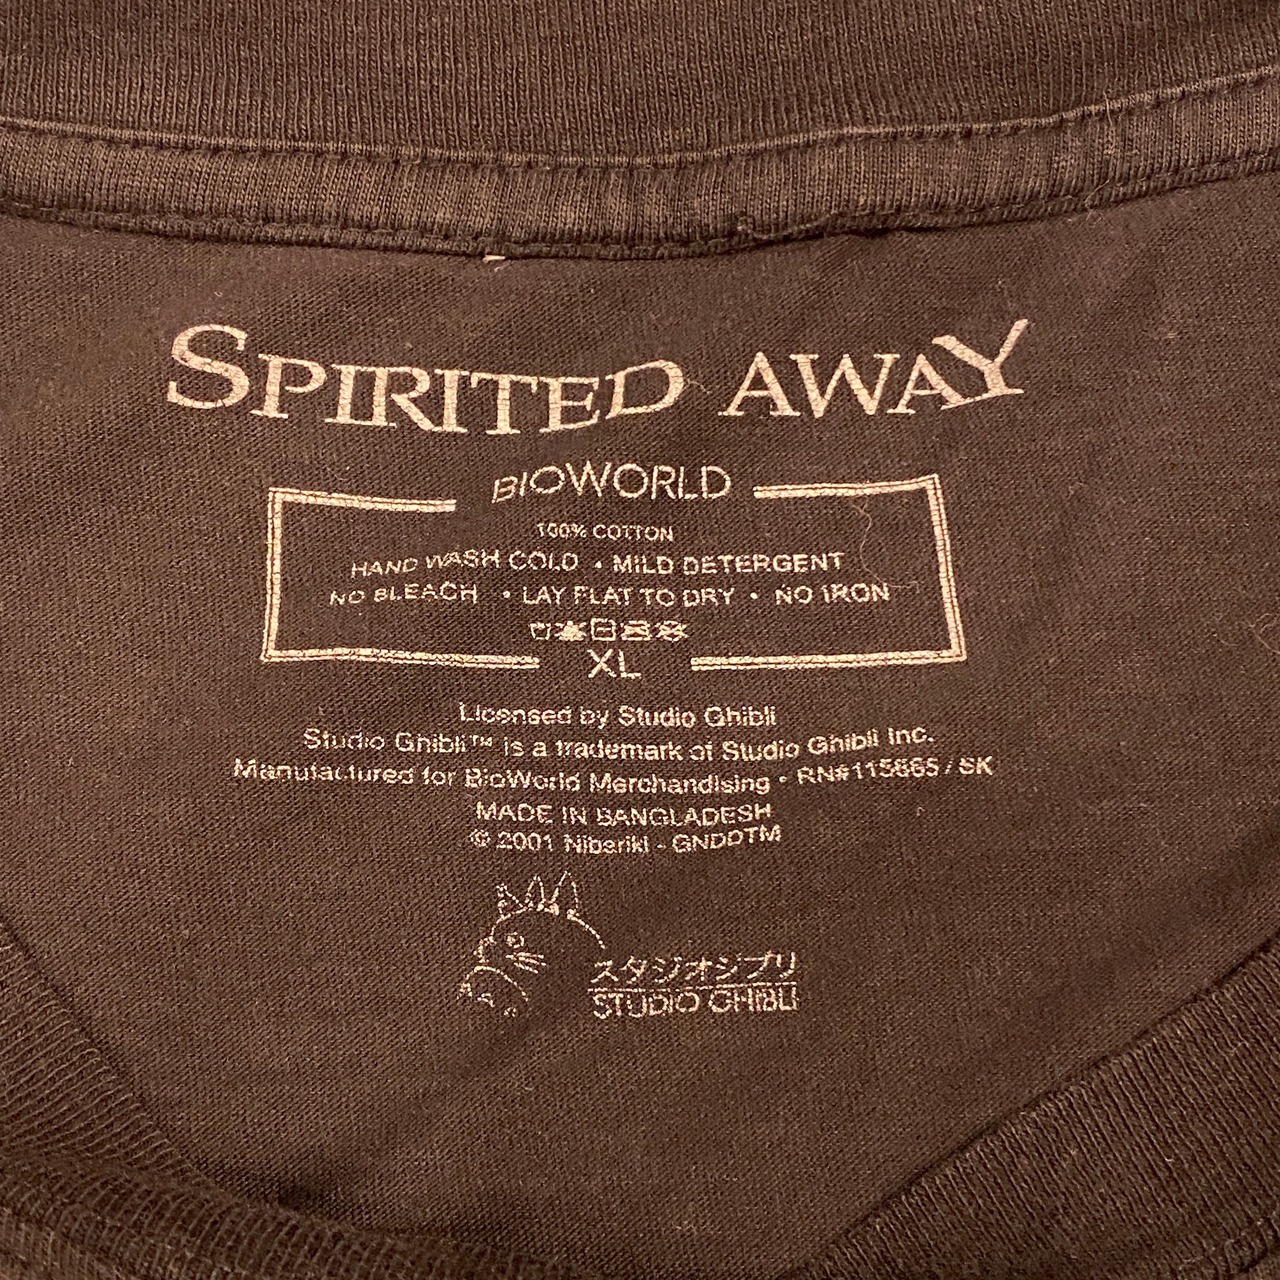 SPIRITED AWAY
BIOWORLD
100% COTTON
HAND WASH COLD • MILD DETERGENT
NO BLEACH • LAY FLAT TO DRY • NO IRON
XL
Licensed by Studio Ghibli
Studio Ghibli™ is a trademark of Studio Ghibli Inc.
Manufactured for BioWorld Merchandising • RN#115665 / SK
MADE IN BANGLADESH
© 2001 Nibariki - GNDDTM
スタジオジブリ
STUDIO GHIBLI